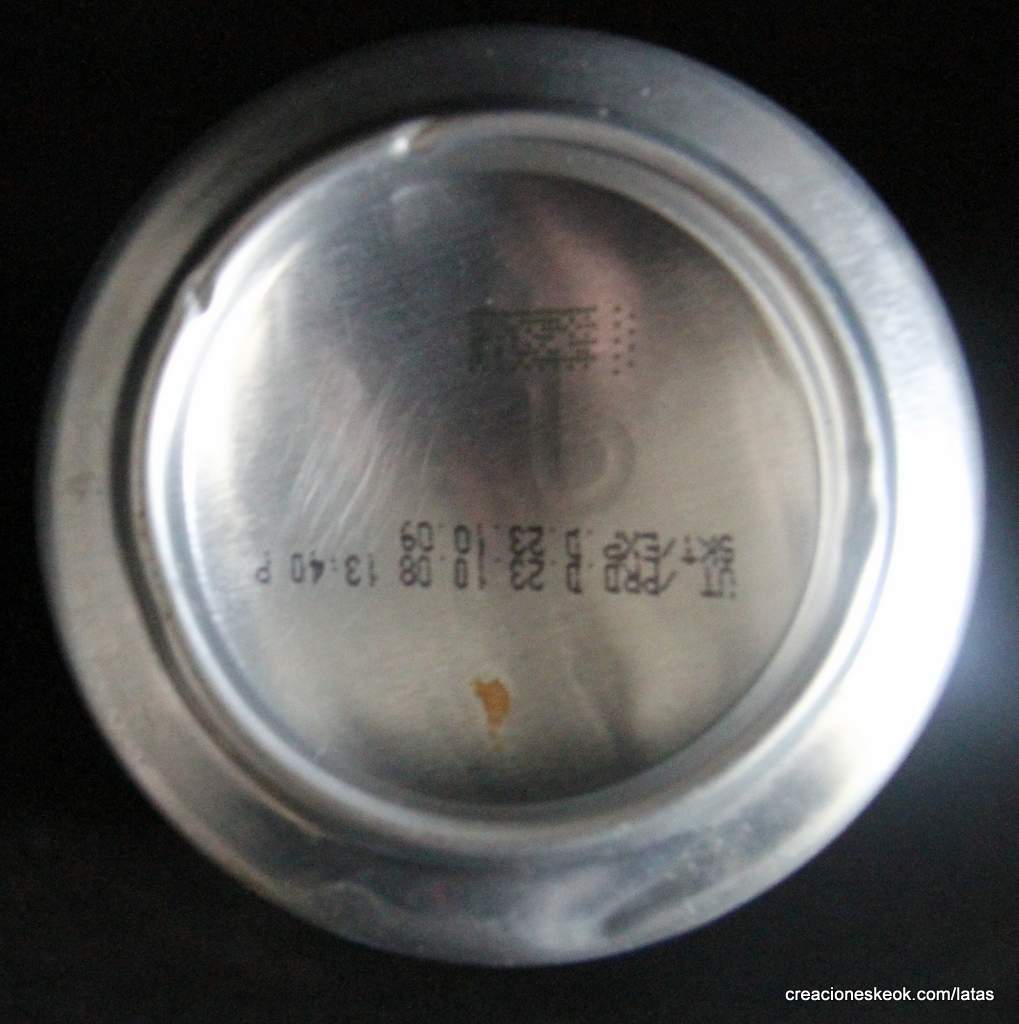 ÜT /PRD.D.23.10.08 13:40 P
SKT/EXP.D.23.10.09
creacioneskeok.com/latas